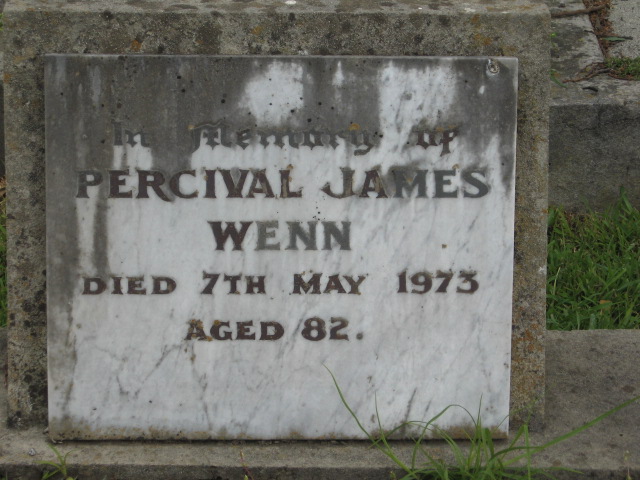 In Memory of
PERCIVAL JAMES
WENN
DIED 7TH MAY 1973
AGED 82.